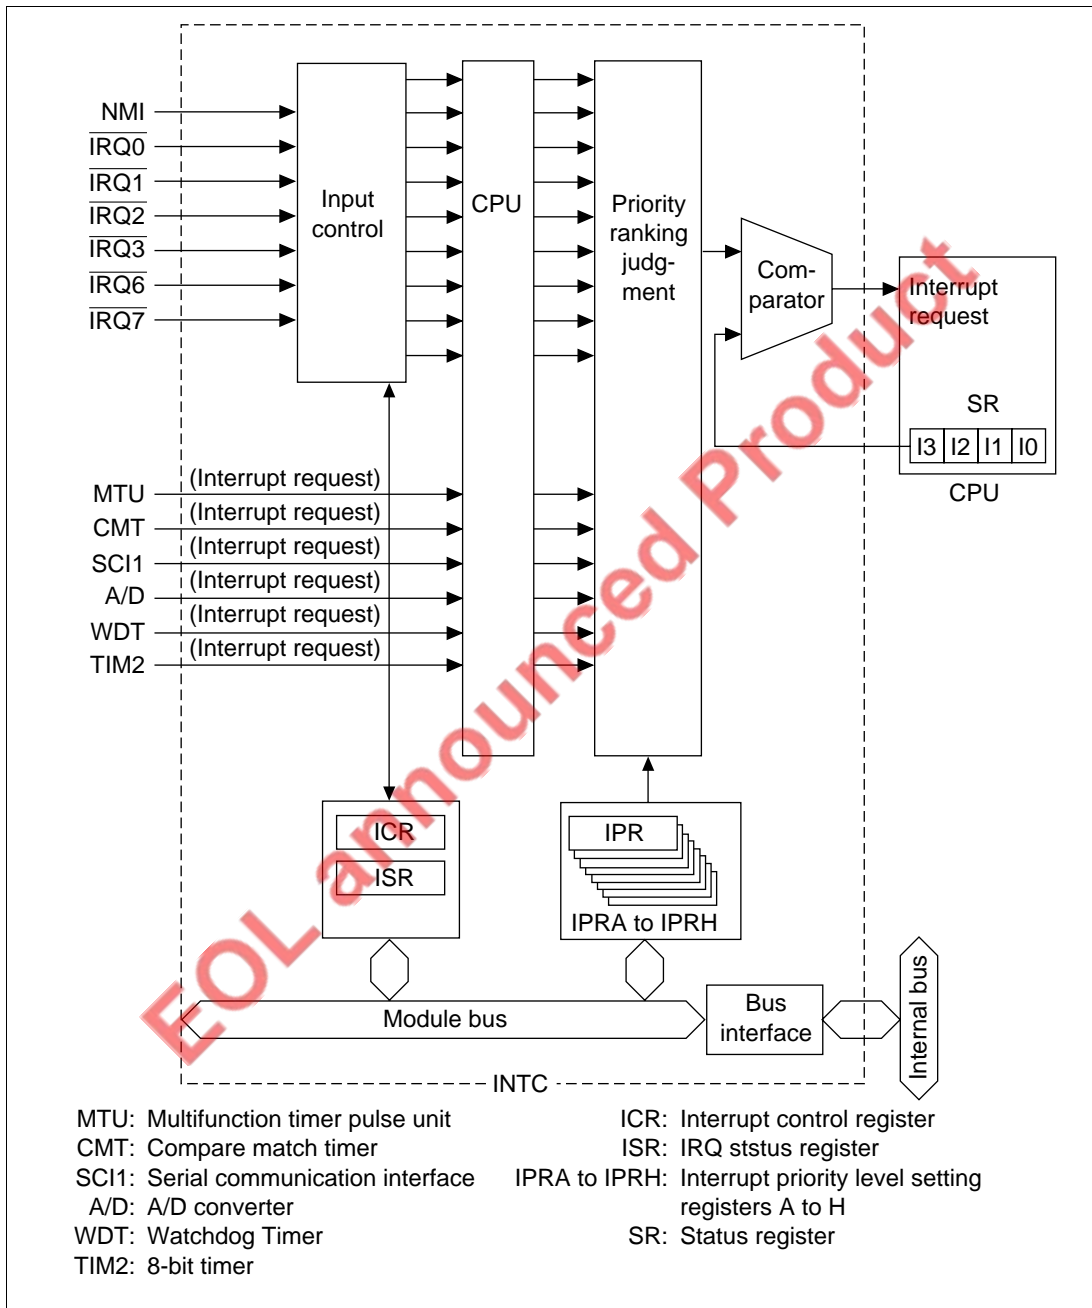 NMI
IRQ0
IRQ1
IRQ2
IRQ3
IRQ6
IRQ7
Input
control
CPU
Priority
ranking
judg-
ment
Com-
parator
Interrupt
request
SR
I3 I2 I1 I0
CPU
MTU (Interrupt request)
CMT (Interrupt request)
SCI1 (Interrupt request)
A/D (Interrupt request)
WDT (Interrupt request)
TIM2 (Interrupt request)
ICR
ISR
IPR
IPRA to IPRH
Module bus
Bus
interface
Internal bus
INTC
MTU: Multifunction timer pulse unit
CMT: Compare match timer
SCI1: Serial communication interface
A/D: A/D converter
WDT: Watchdog Timer
TIM2: 8-bit timer
ICR: Interrupt control register
ISR: IRQ ststus register
IPRA to IPRH: Interrupt priority level setting
registers A to H
SR: Status register
EOL announced Product